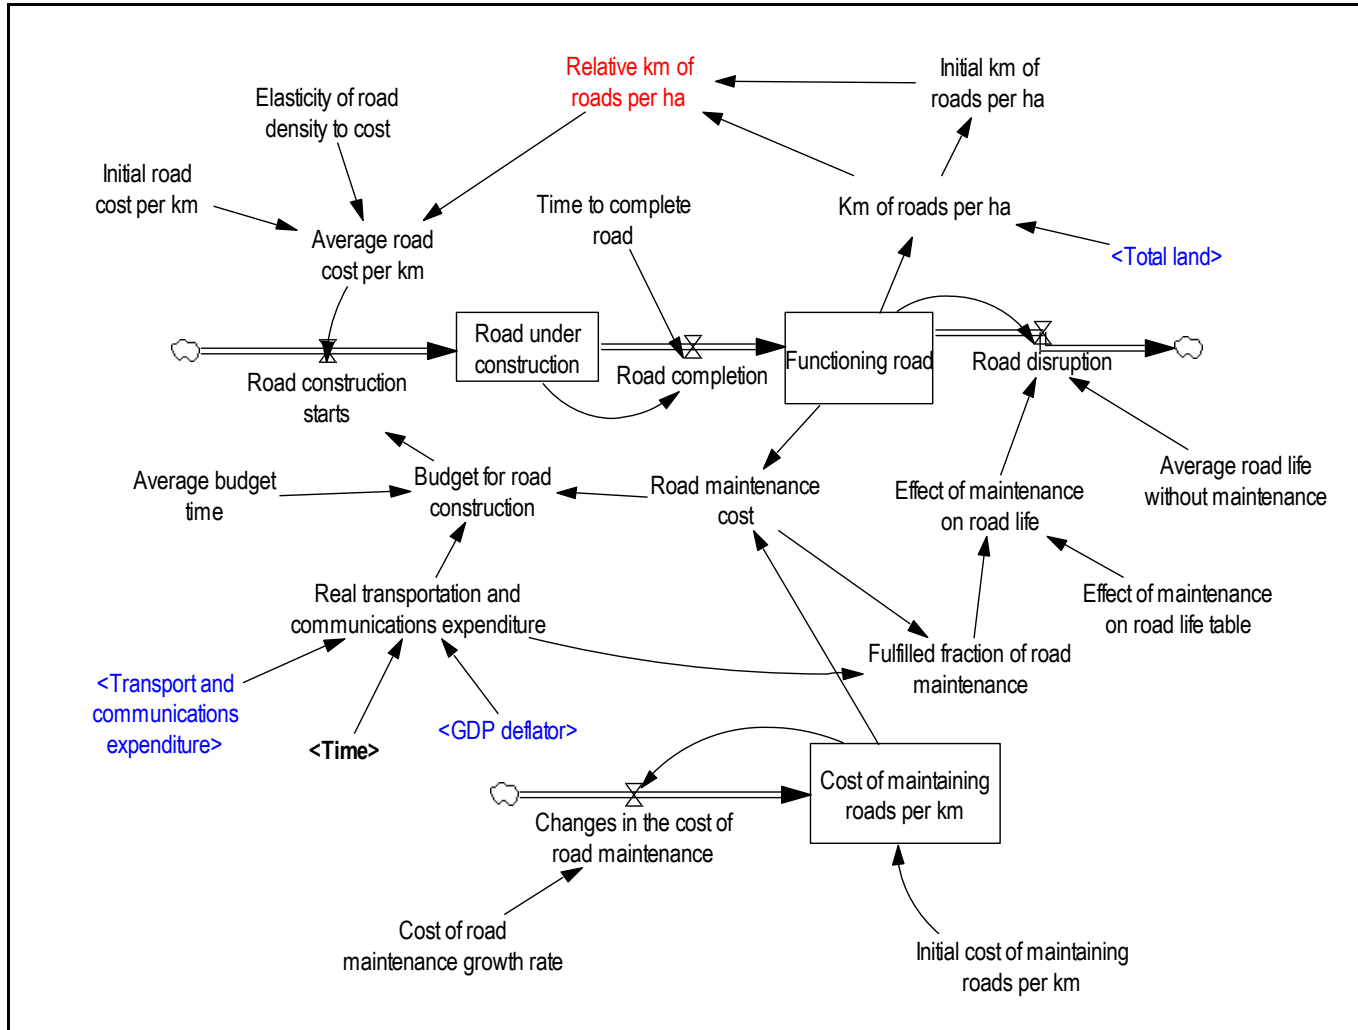 Relative km of
roads per ha
Initial km of
roads per ha
Elasticity of road
density to cost
Initial road
cost per km
Time to complete
road
Km of roads per ha
Average road
cost per km
<Total land>
Road under
construction
Functioning road
Road construction
starts
Road completion
Road disruption
Average budget
time
Budget for road
construction
Road maintenance
cost
Effect of maintenance
on road life
Average road life
without maintenance
Real transportation and
communications expenditure
Effect of maintenance
on road life table
Fulfilled fraction of road
maintenance
<Transport and
communications
expenditure>
<Time>
<GDP deflator>
Cost of maintaining
roads per km
Changes in the cost of
road maintenance
Cost of road
maintenance growth rate
Initial cost of maintaining
roads per km